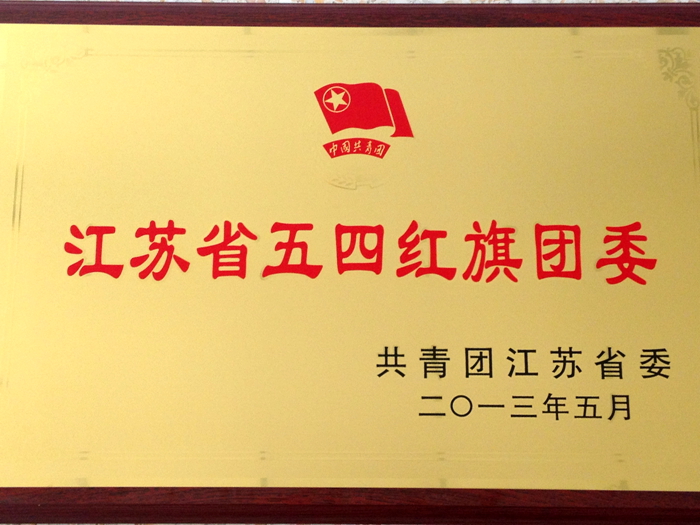 中国共青团
江苏省五四红旗团委
共青团江苏省委
二〇一三年五月